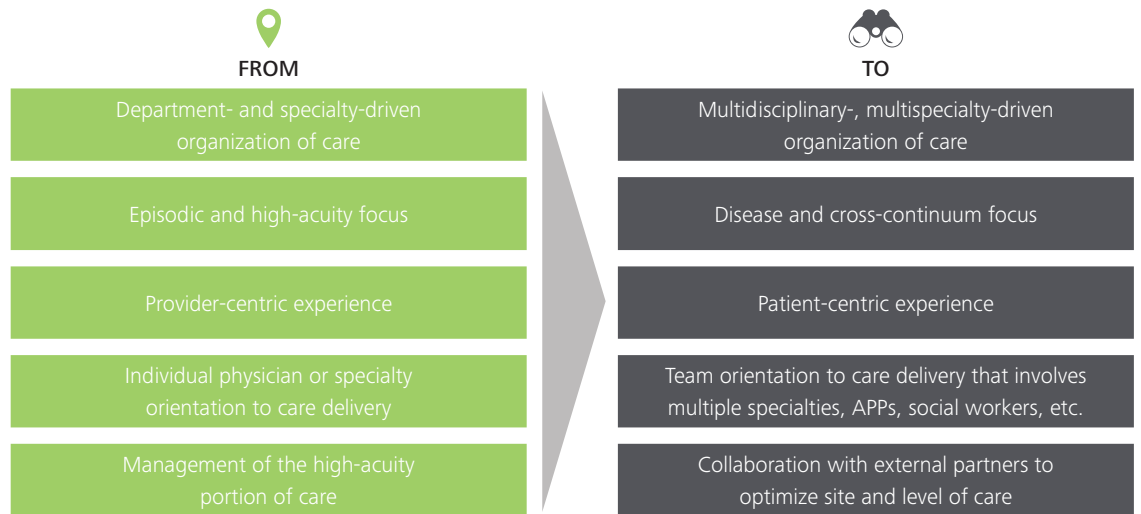 FROM
Department- and specialty-driven
organization of care
Episodic and high-acuity focus
Provider-centric experience
Individual physician or specialty
orientation to care delivery
Management of the high-acuity
portion of care
TO
Multidisciplinary-, multispecialty-driven
organization of care
Disease and cross-continuum focus
Patient-centric experience
Team orientation to care delivery that involves
multiple specialties, APPs, social workers, etc.
Collaboration with external partners to
optimize site and level of care